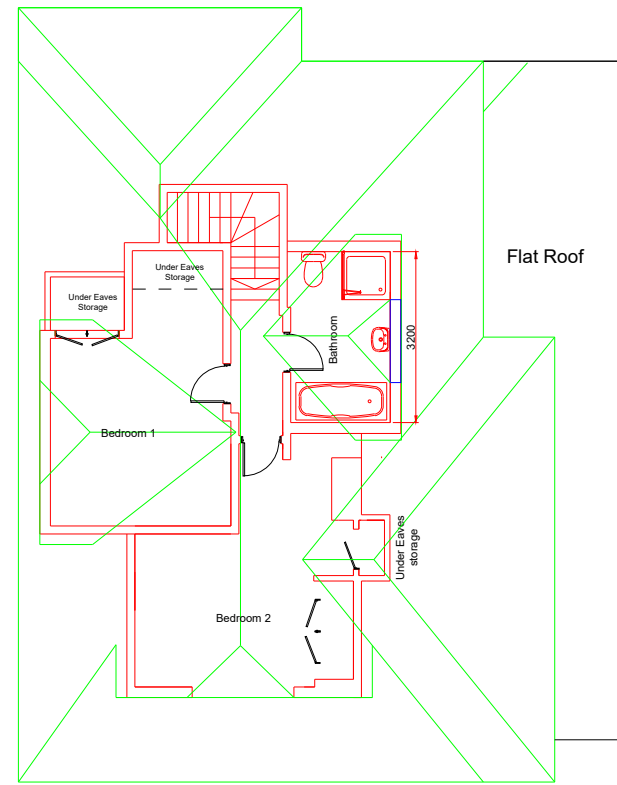 Flat Roof
Under Eaves
Storage
Under Eaves
Storage
Bathroom
3200
Bedroom 1
Under Eaves
storage
Bedroom 2